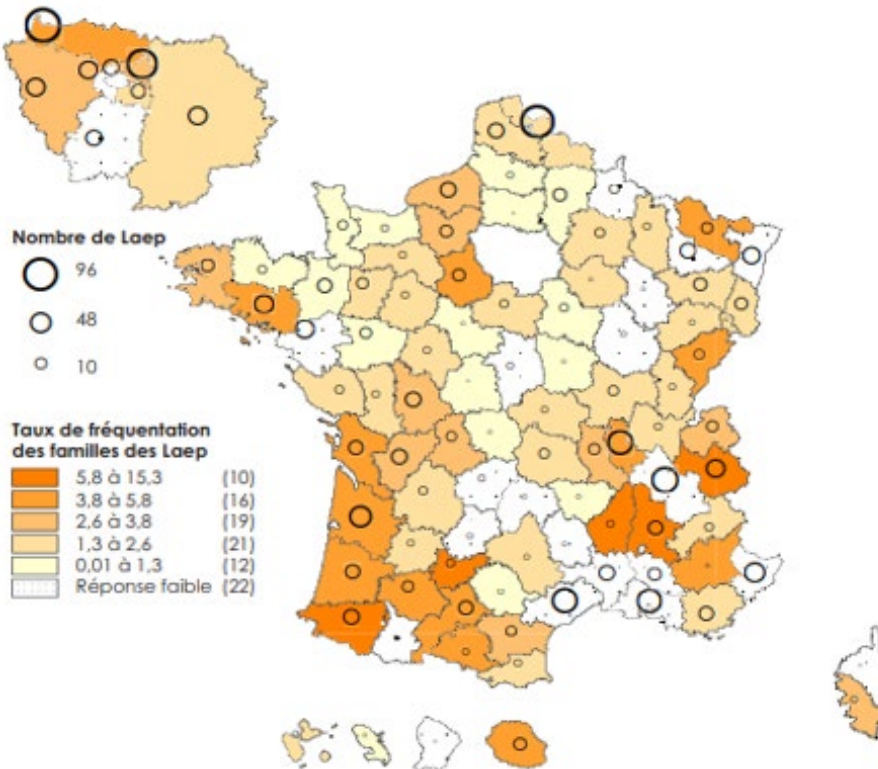 Nombre de Laep
96
48
10
Taux de fréquentation
des familles des Laep
5,8 à 15,3 (10)
3,8 à 5,8 (16)
2,6 à 3,8 (19)
1,3 à 2,6 (21)
0,01 à 1,3 (12)
Réponse faible (22)